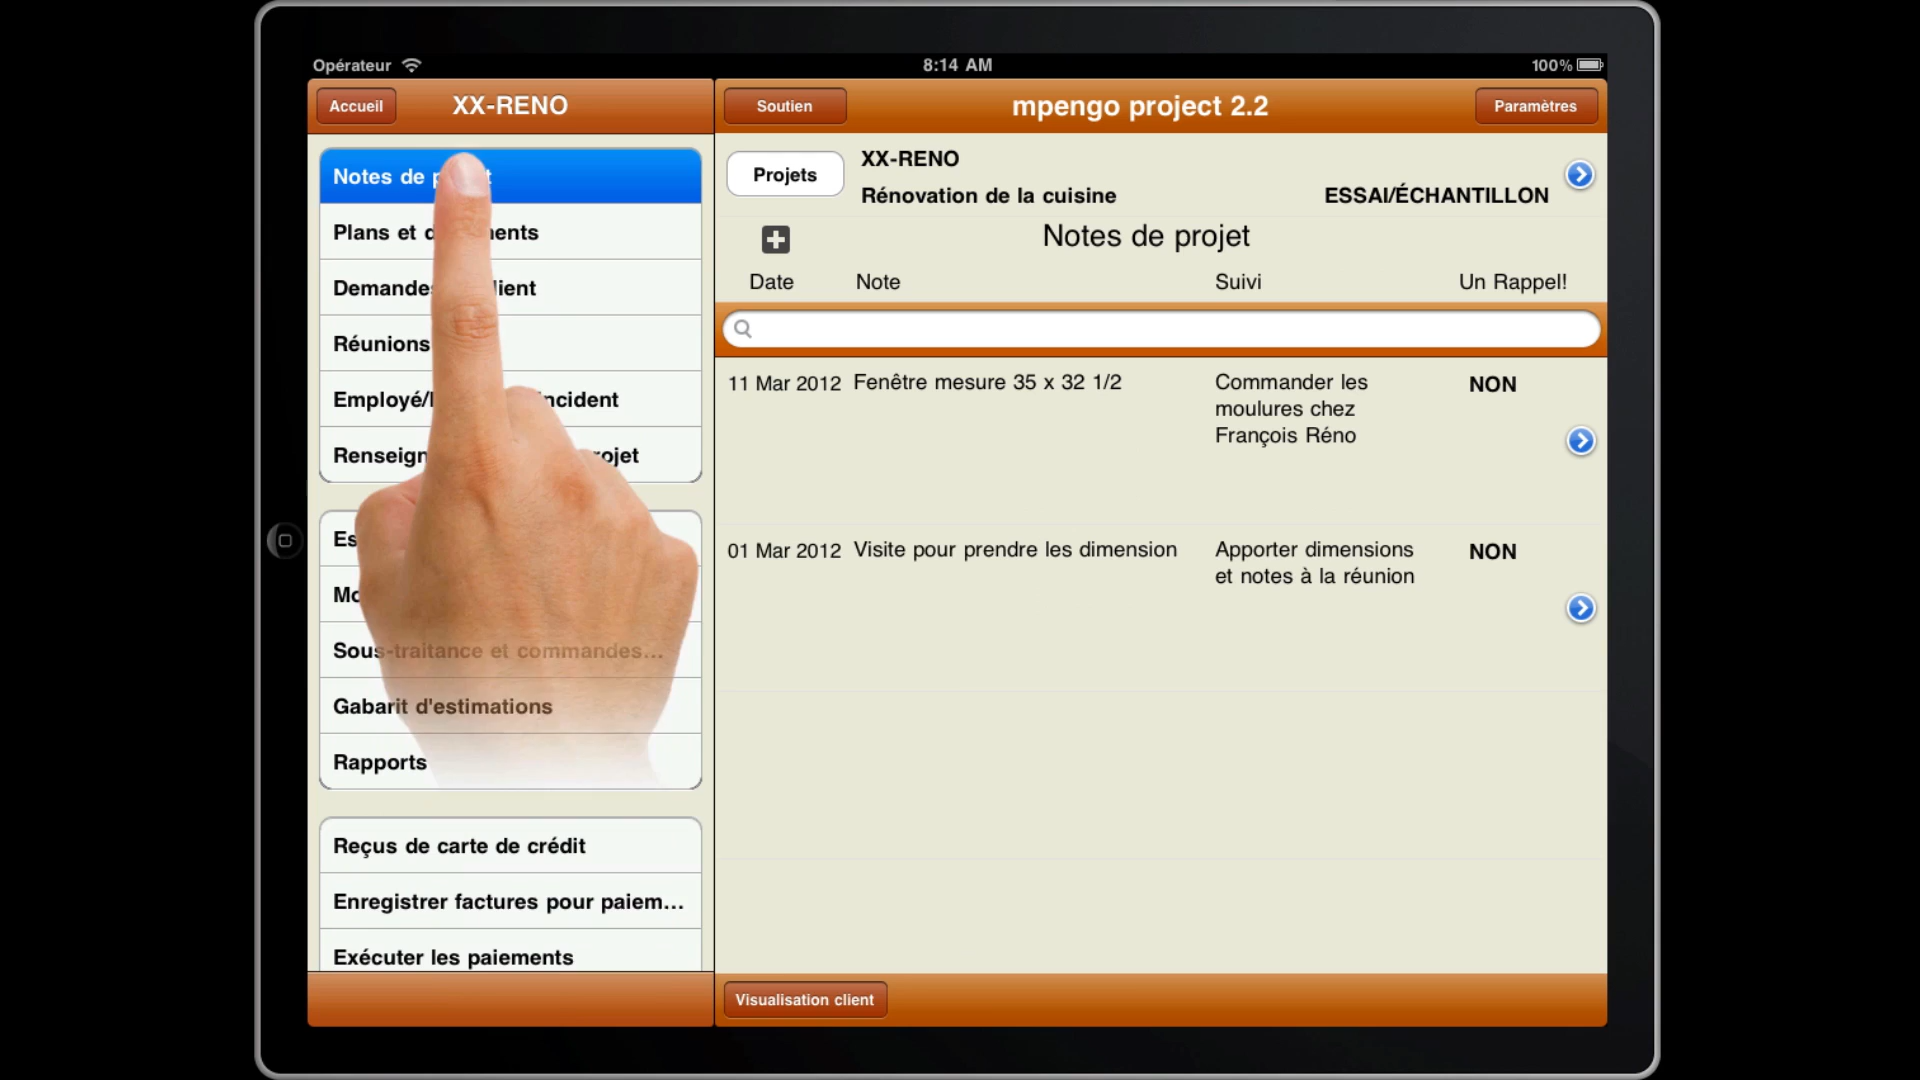 Opérateur
8:14 AM
100%
Accueil
XX-RENO
Soutien
mpengo project 2.2
Paramètres
Notes de
Plans et
Réunions
Rapports
Sous-traitance et commandes...
Gabarit d'estimations
Reçus de carte de crédit
Enregistrer factures pour paiem...
Exécuter les paiements
Projets
XX-RENO
Rénovation de la cuisine
ESSAI/ÉCHANTILLON
Notes de projet
Date Note Suivi Un Rappel!
11 Mar 2012 Fenêtre mesure 35 x 32 1/2 Commander les NON
moulures chez
François Réno
01 Mar 2012 Visite pour prendre les dimension Apporter dimensions NON
et notes à la réunion
Visualisation client